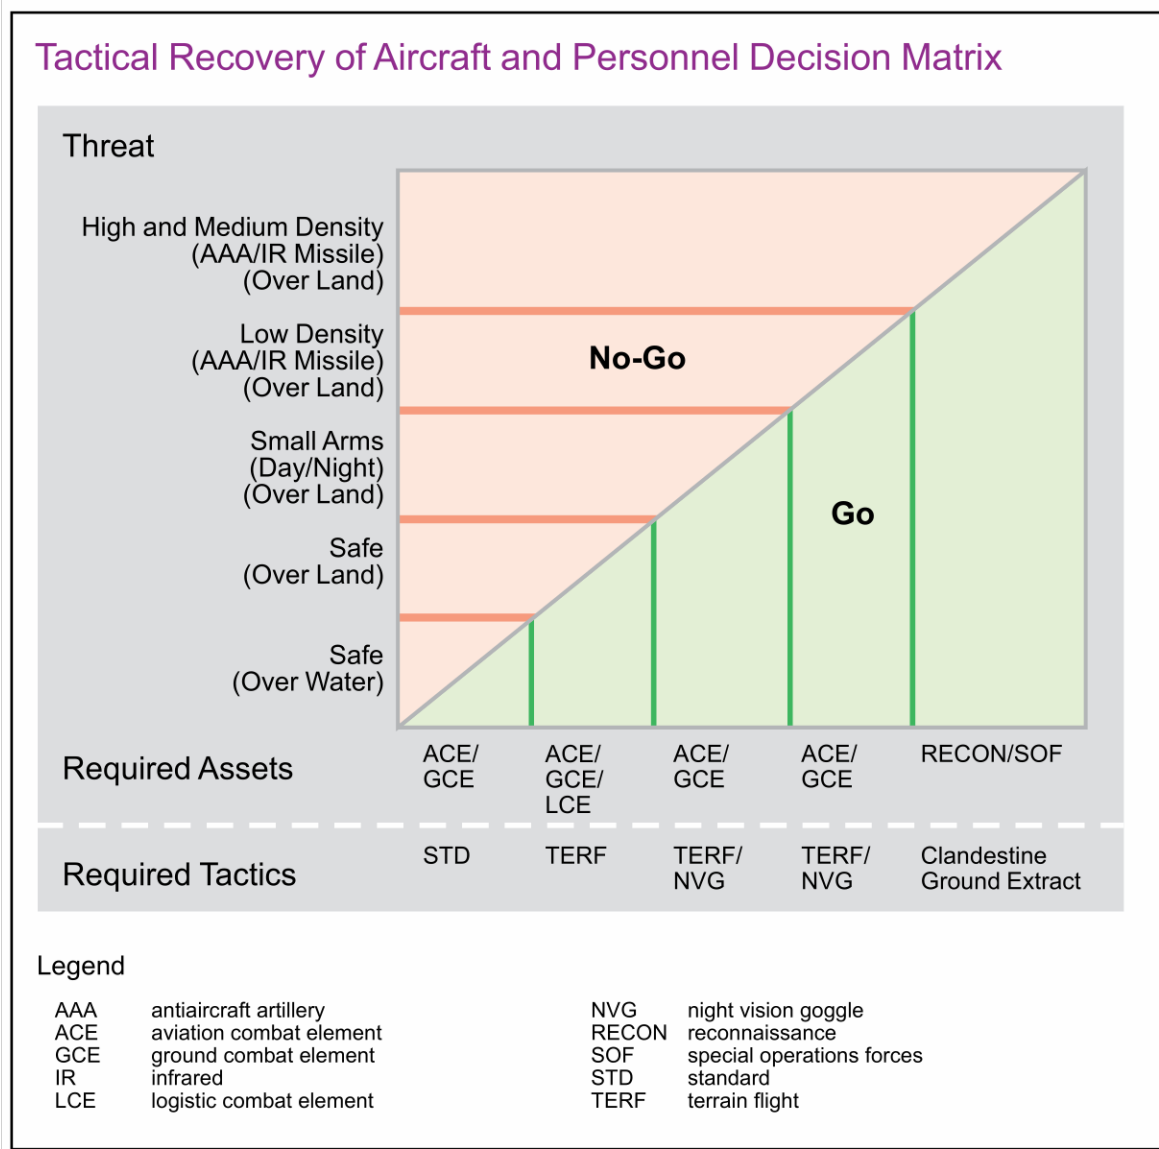 Tactical Recovery of Aircraft and Personnel Decision Matrix
Threat
High and Medium Density
(AAA/IR Missile)
(Over Land)
Low Density
(AAA/IR Missile)
(Over Land)
Small Arms
(Day/Night)
(Over Land)
Safe
(Over Land)
Safe
(Over Water)
No-Go
Go
Required Assets
ACE/
GCE
ACE/
GCE/
LCE
ACE/
GCE
ACE/
GCE
RECON/SOF
Required Tactics
STD
TERF
TERF/
NVG
TERF/
NVG
Clandestine
Ground Extract
Legend
AAA antiaircraft artillery
ACE aviation combat element
GCE ground combat element
IR infrared
LCE logistic combat element
NVG night vision goggle
RECON reconnaissance
SOF special operations forces
STD standard
TERF terrain flight